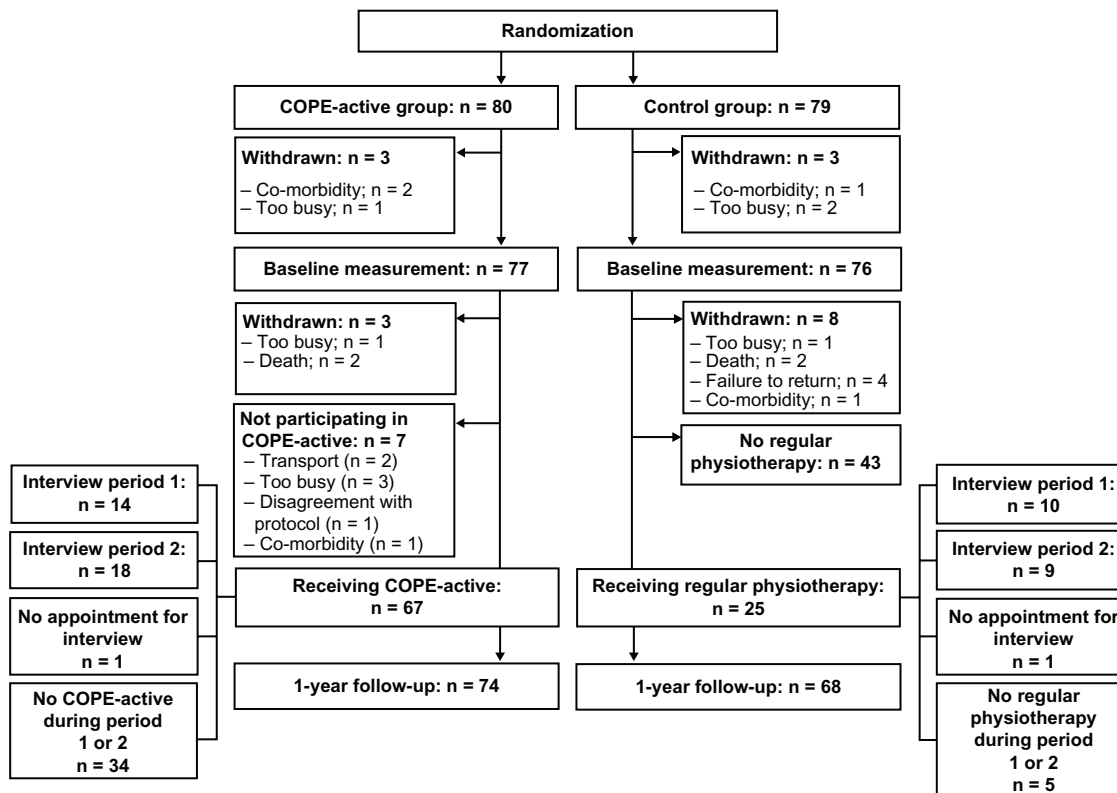 Randomization
COPE-active group: n = 80
Control group: n = 79
Withdrawn: n = 3
– Co-morbidity; n = 2
– Too busy; n = 1
Withdrawn: n = 3
– Co-morbidity; n = 1
– Too busy; n = 2
Baseline measurement: n = 77
Baseline measurement: n = 76
Withdrawn: n = 3
– Too busy; n = 1
– Death; n = 2
Withdrawn: n = 8
– Too busy; n = 1
– Death; n = 2
– Failure to return; n = 4
– Co-morbidity; n = 1
Not participating in
COPE-active: n = 7
– Transport (n = 2)
– Too busy (n = 3)
– Disagreement with
protocol (n = 1)
– Co-morbidity (n = 1)
No regular
physiotherapy: n = 43
Interview period 1:
n = 14
Interview period 2:
n = 18
No appointment for
interview
n = 1
No COPE-active
during period
1 or 2
n = 34
Receiving COPE-active:
n = 67
Receiving regular physiotherapy:
n = 25
Interview period 1:
n = 10
Interview period 2:
n = 9
No appointment for
interview
n = 1
No regular
physiotherapy
during period
1 or 2
n = 5
1-year follow-up: n = 74
1-year follow-up: n = 68